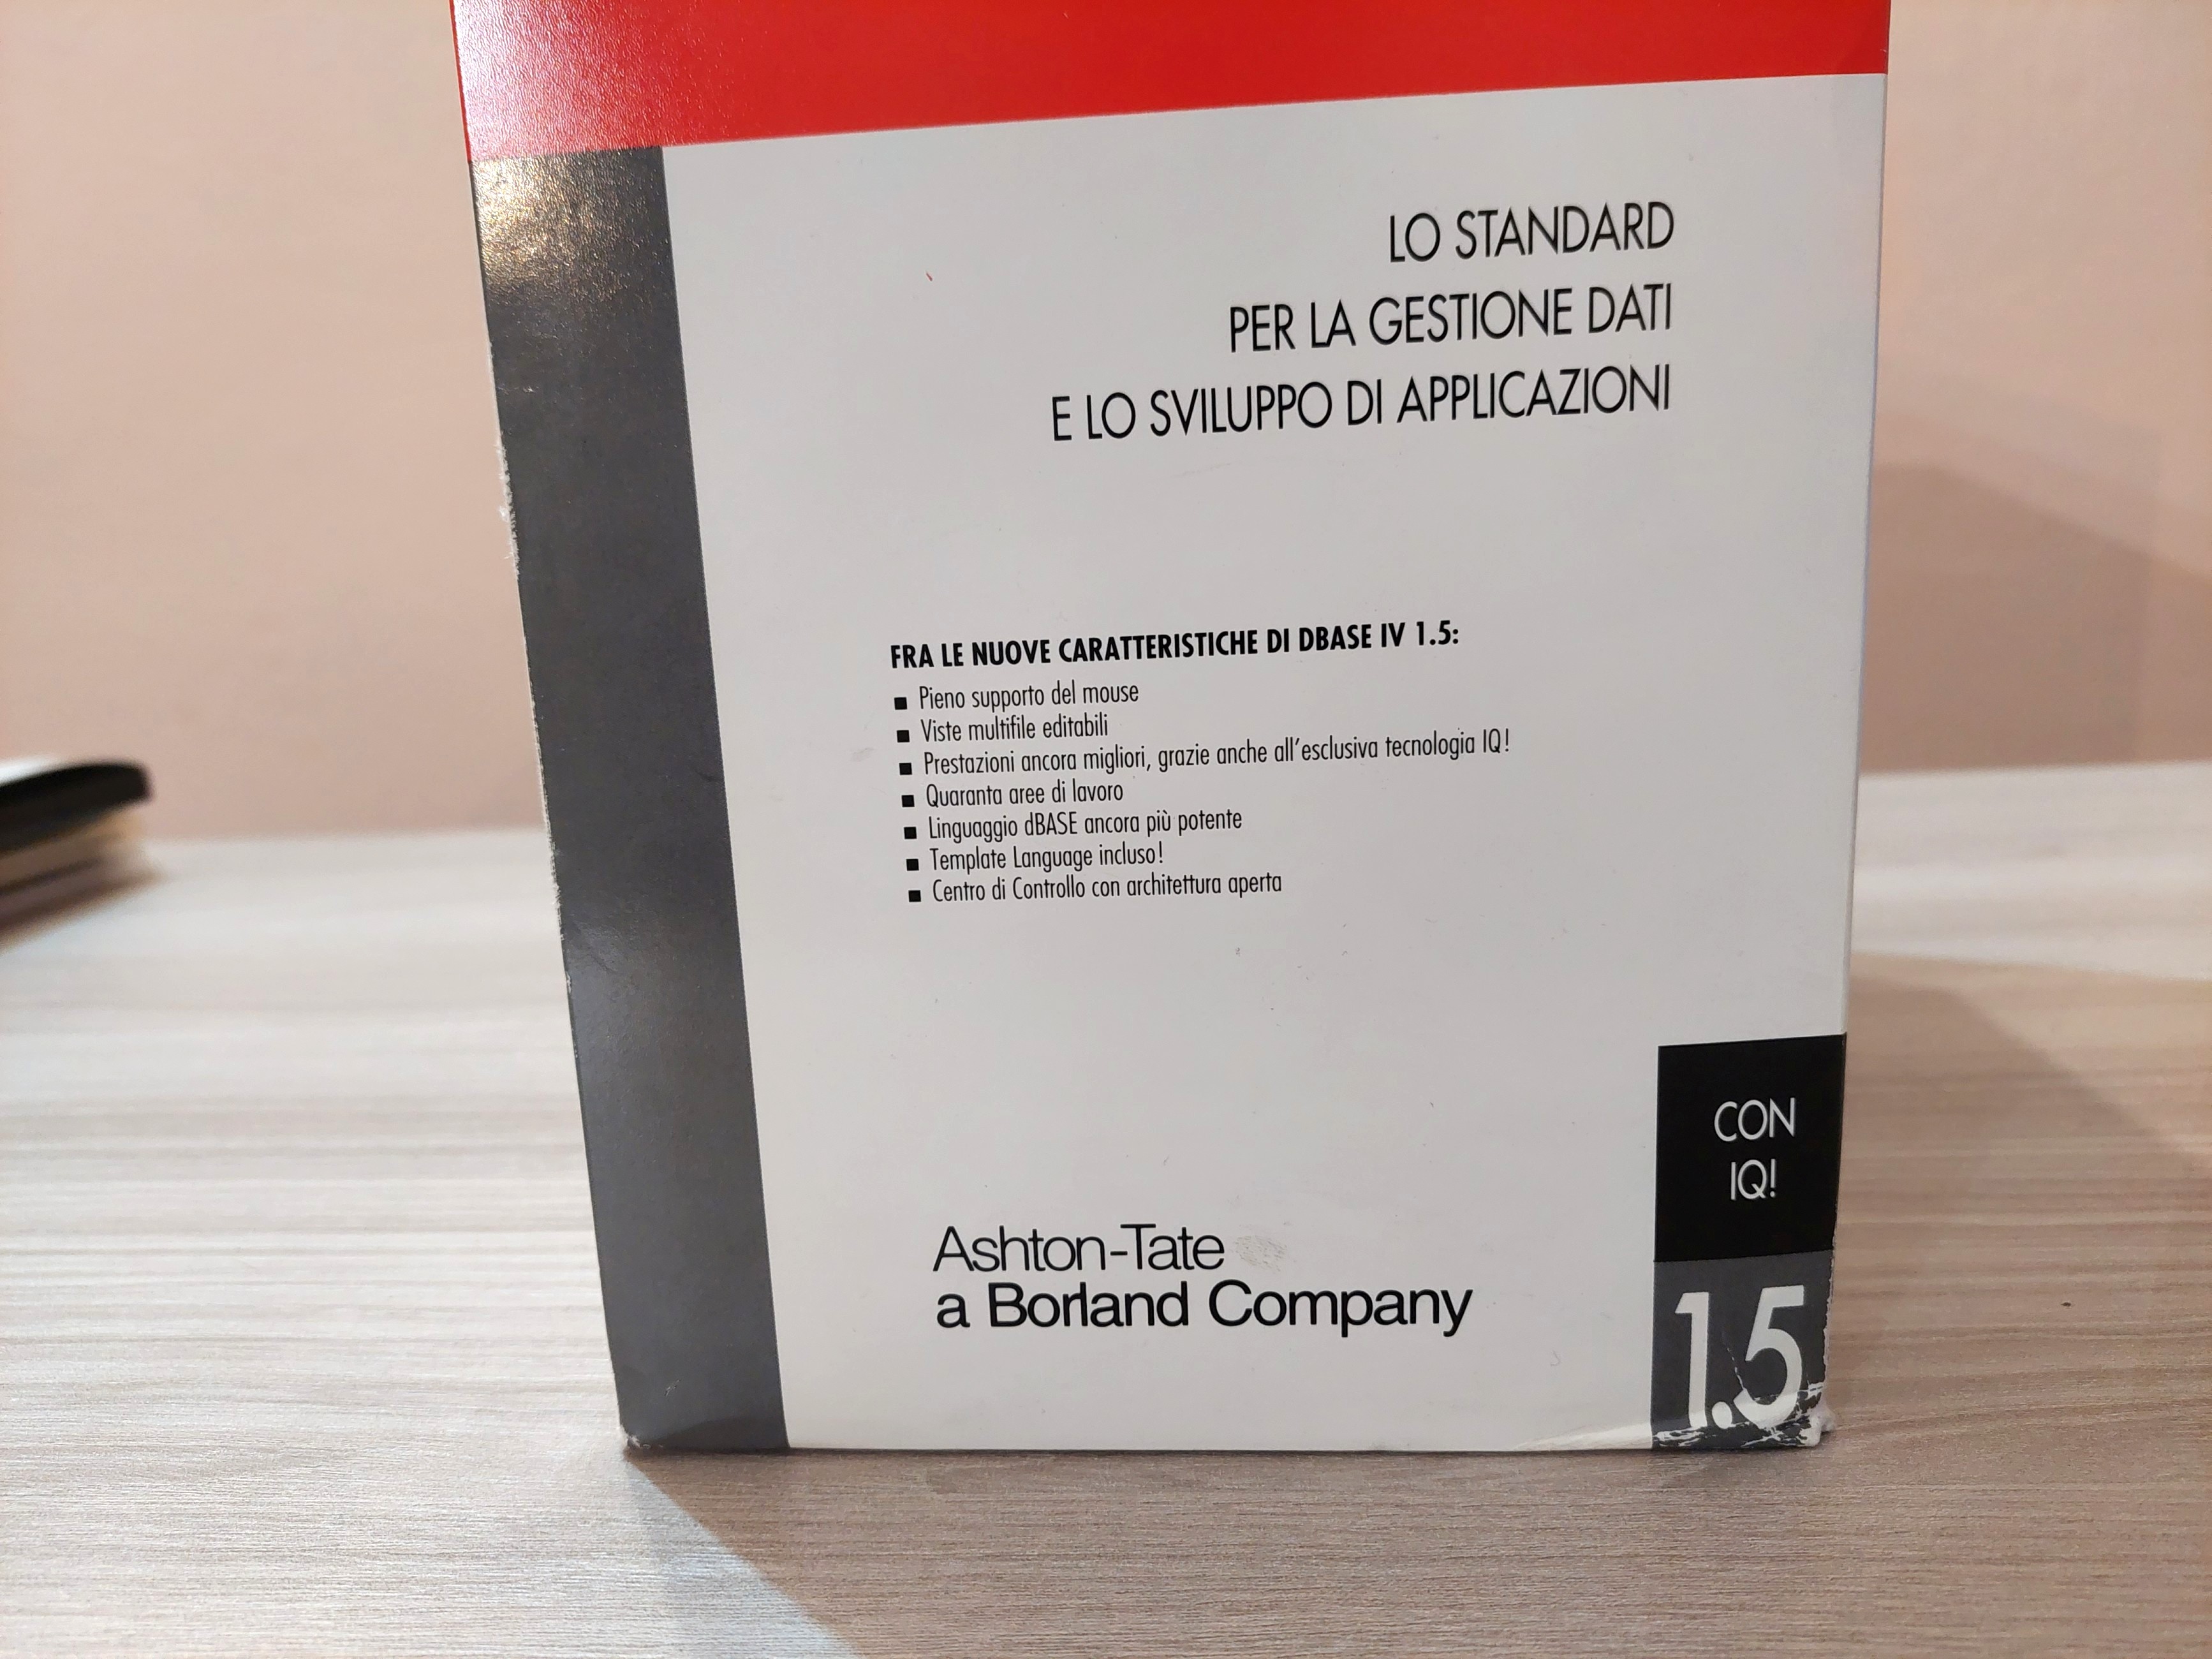 LO STANDARD
PER LA GESTIONE DATI
E LO SVILUPPO DI APPLICAZIONI
FRA LE NUOVE CARATTERISTICHE DI DBASE IV 1.5:
■ Pieno supporto del mouse
■ Viste multifile editabili
■ Prestazioni ancora migliori, grazie anche all'esclusiva tecnologia IQ!
■ Quaranta aree di lavoro
■ Linguaggio dBASE ancora più potente
■ Template Language incluso!
■ Centro di Controllo con architettura aperta
CON
IQ!
Ashton-Tate
a Borland Company
1.5